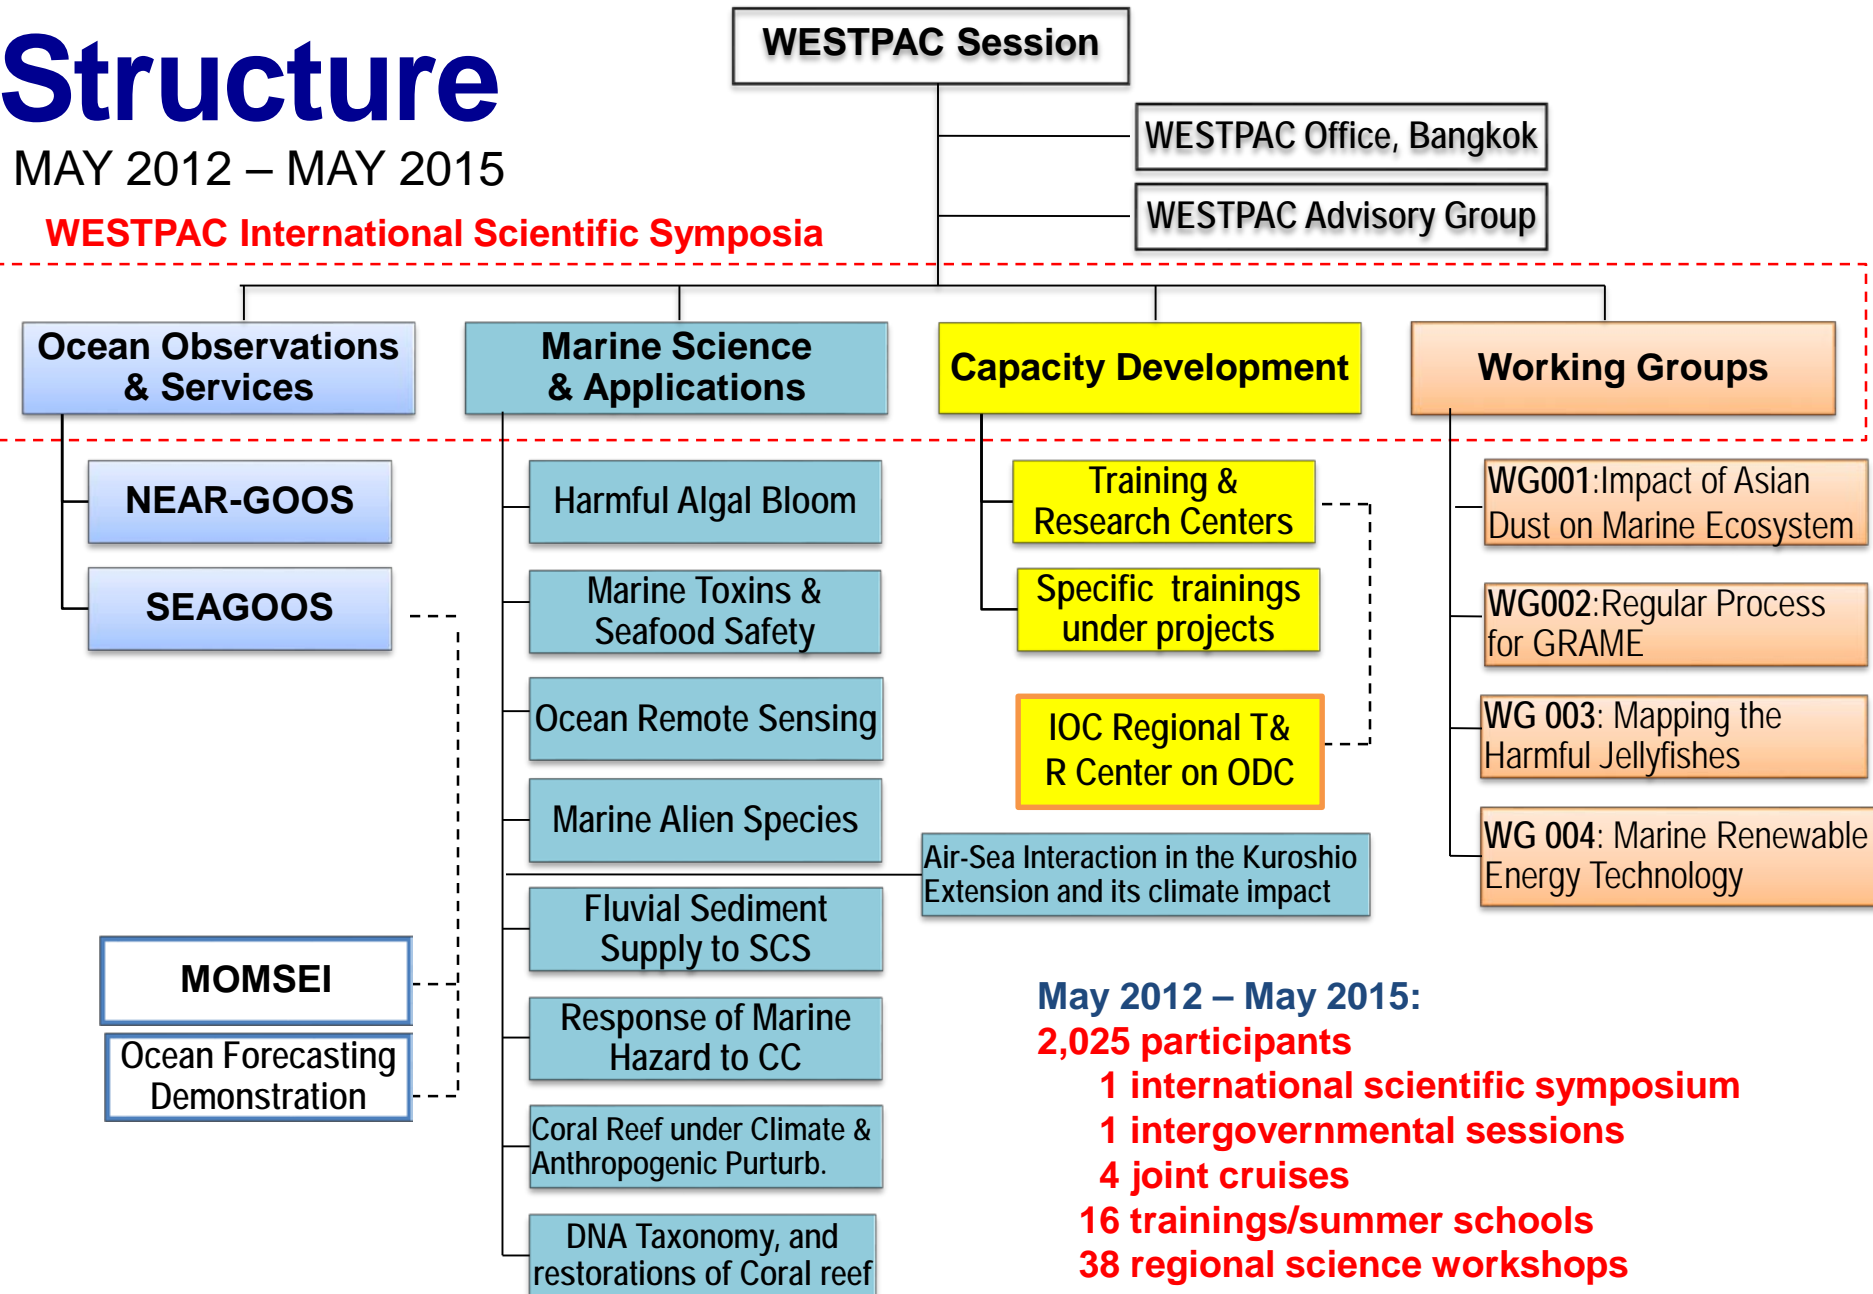 Structure
MAY 2012 – MAY 2015
WESTPAC International Scientific Symposia
WESTPAC Session
WESTPAC Office, Bangkok
WESTPAC Advisory Group
Ocean Observations
& Services
NEAR-GOOS
SEAGOOS
MOMSEI
Ocean Forecasting
Demonstration
Marine Science
& Applications
Harmful Algal Bloom
Marine Toxins &
Seafood Safety
Ocean Remote Sensing
Marine Alien Species
Air-Sea Interaction in the Kuroshio
Extension and its climate impact
Fluvial Sediment
Supply to SCS
Response of Marine
Hazard to CC
Coral Reef under Climate &
Anthropogenic Purturb.
DNA Taxonomy, and
restorations of Coral reef
Capacity Development
Training &
Research Centers
Specific trainings
under projects
IOC Regional T&
R Center on ODC
Working Groups
WG001:Impact of Asian
Dust on Marine Ecosystem
WG002:Regular Process
for GRAME
WG 003: Mapping the
Harmful Jellyfishes
WG 004: Marine Renewable
Energy Technology
May 2012 – May 2015:
2,025 participants
1 international scientific symposium
1 intergovernmental sessions
4 joint cruises
16 trainings/summer schools
38 regional science workshops